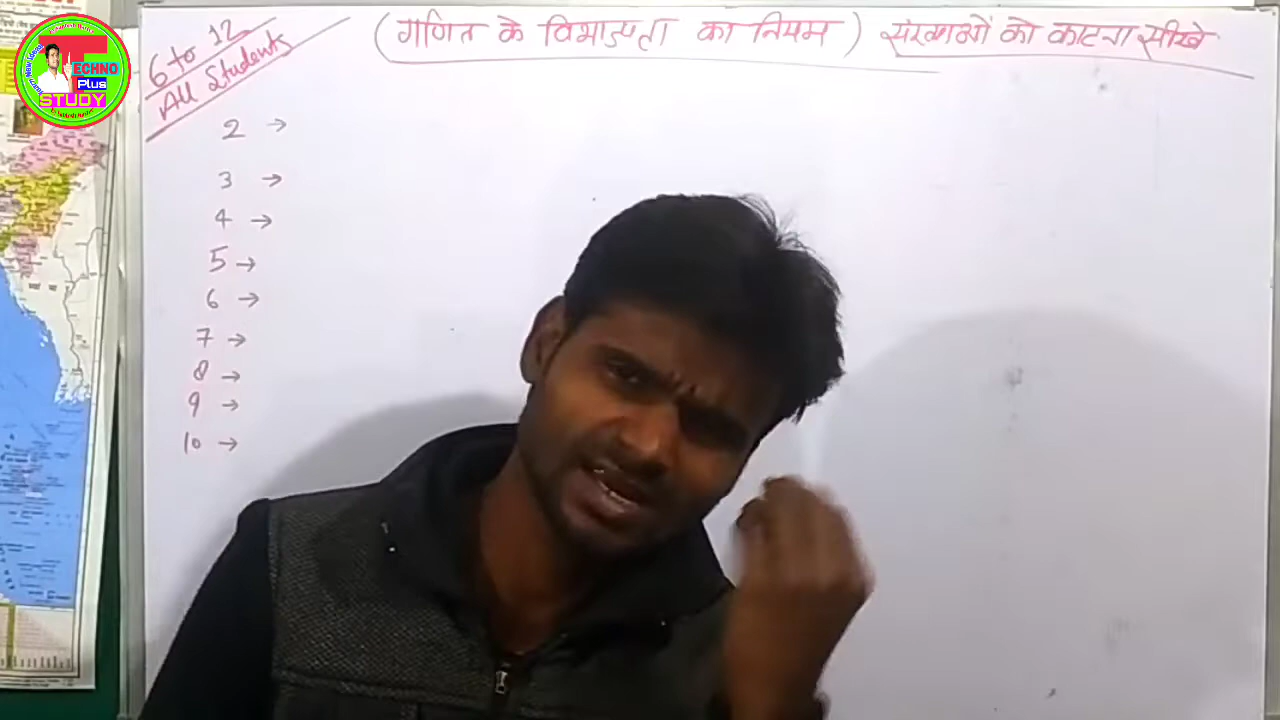 6 to 12
All Students
(गणित के विभाज्यता का नियम) संख्याओं को काटना सीखे
2 →
3 →
4 →
5 →
6 →
7 →
8 →
9 →
10 →
TECHNO
Plus
STUDY